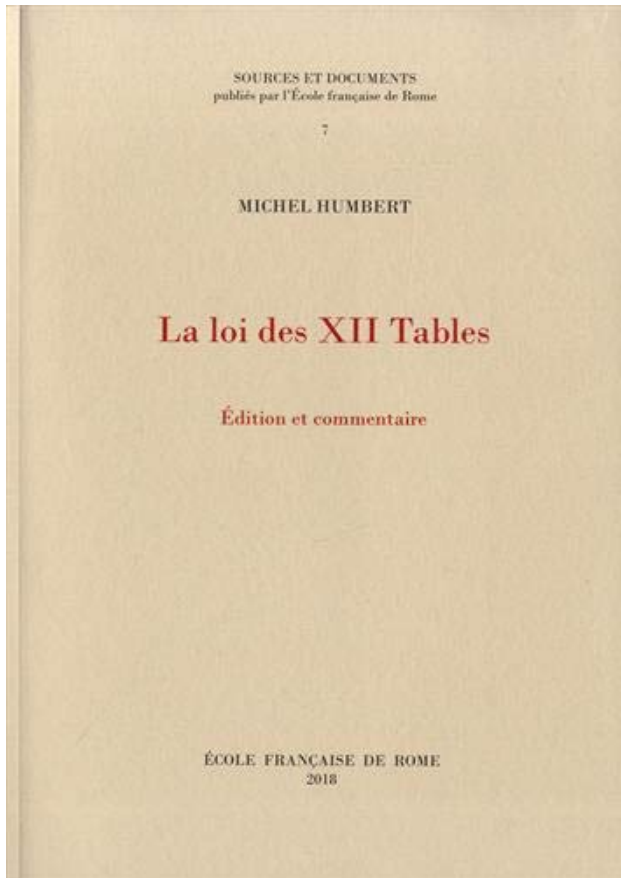 SOURCES ET DOCUMENTS
publiés par l'École française de Rome
7
MICHEL HUMBERT
La loi des XII Tables
Édition et commentaire
ÉCOLE FRANÇAISE DE ROME
2018